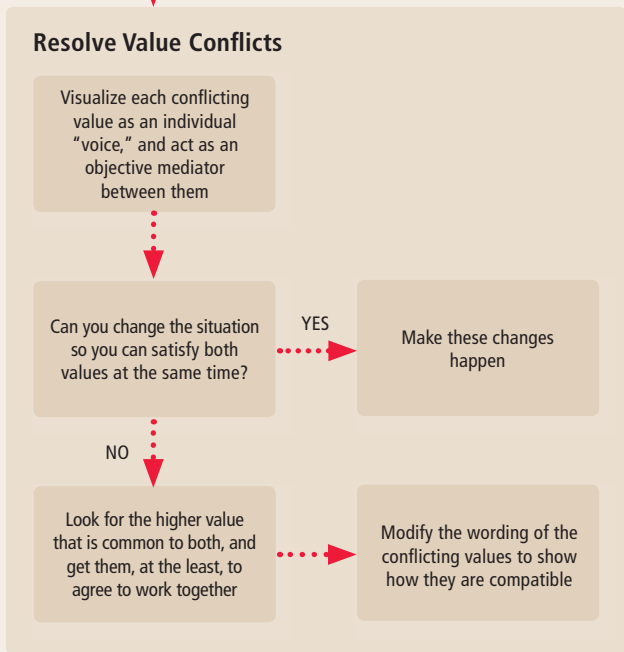 Resolve Value Conflicts
Visualize each conflicting
value as an individual
"voice," and act as an
objective mediator
between them
Can you change the situation
so you can satisfy both
values at the same time?
YES
Make these changes
happen
NO
Look for the higher value
that is common to both, and
get them, at the least, to
agree to work together
Modify the wording of the
conflicting values to show
how they are compatible